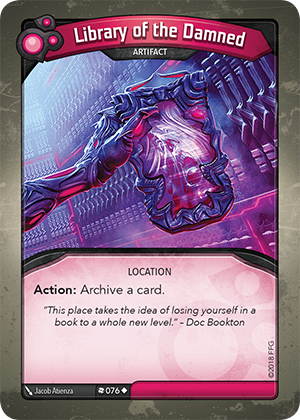 Library of the Damned
ARTIFACT
LOCATION
Action: Archive a card.
"This place takes the idea of losing yourself in a
book to a whole new level." – Doc Bookton
©2018 FFG
Jacob Atienza
076